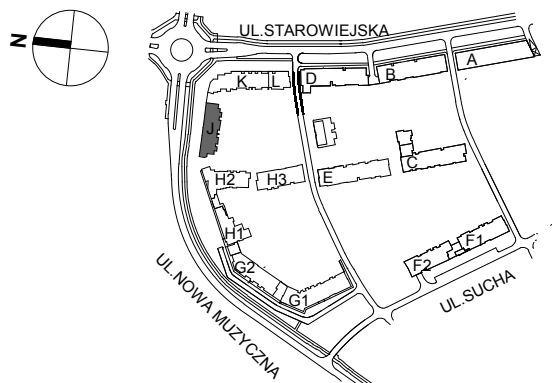 N
UL.STAROWIEJSKA
A
B
D
K L
J
C
E
H2 H3
H1
F1
F2
G2
G1
UL.NOWA MUZYCZNA
UL.SUCHA